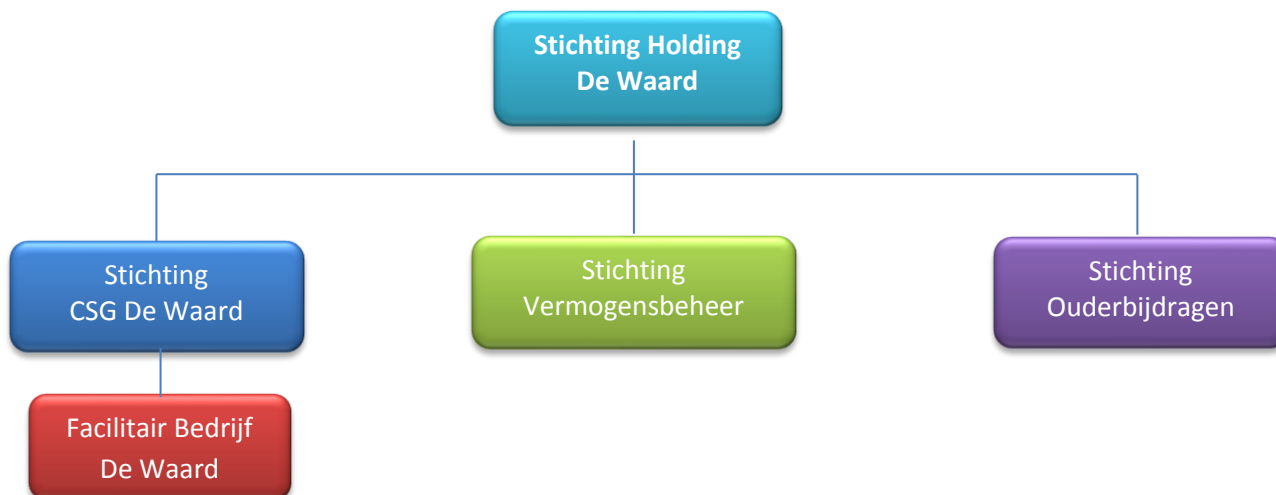 Stichting Holding
De Waard
Stichting
CSG De Waard
Stichting
Vermogensbeheer
Stichting
Ouderbijdragen
Facilitair Bedrijf
De Waard